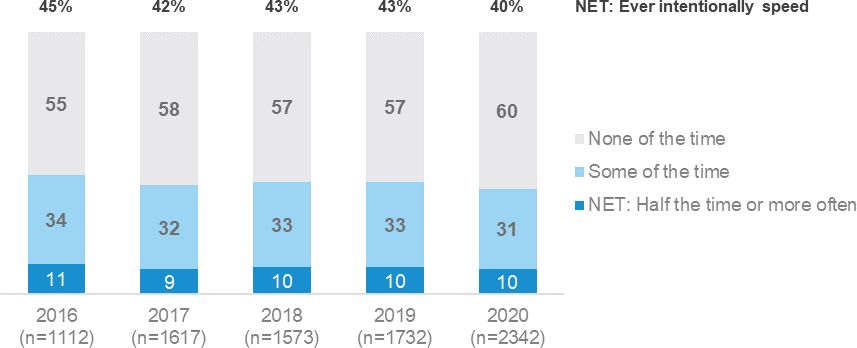 45% 42% 43% 43% 40% NET: Ever intentionally speed
55 58 57 57 60
None of the time
Some of the time
NET: Half the time or more often
34 32 33 33 31
11 9 10 10 10
2016 2017 2018 2019 2020
(n=1112) (n=1617) (n=1573) (n=1732) (n=2342)